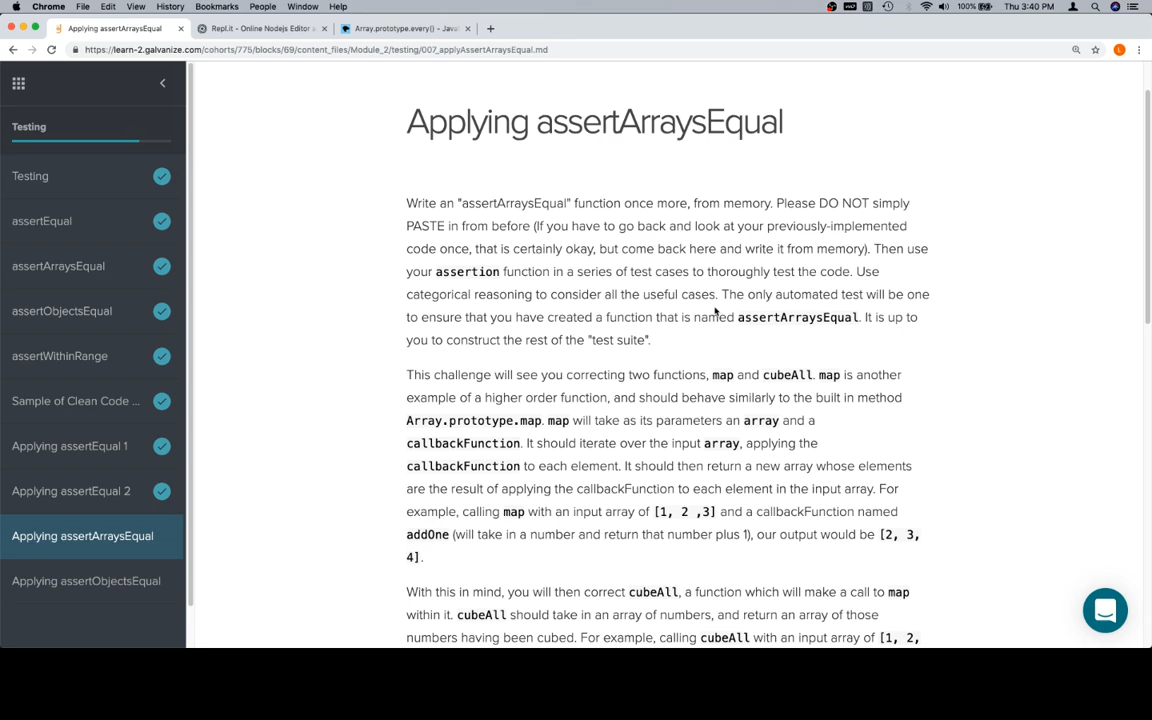 Chrome File Edit View History Bookmarks People Window Help 100% Thu 3:40 PM
Applying assertArraysEqual
Repl.it - Online Nodejs Editor a
Array.prototype.every() - JavaS
https://learn-2.galvanize.com/cohorts/775/blocks/69/content_files/Module_2/testing/007_applyAssertArraysEqual.md
L
Testing
Testing
assertEqual
assertArraysEqual
assertObjectsEqual
assertWithinRange
Sample of Clean Code ...
Applying assertEqual 1
Applying assertEqual 2
Applying assertArraysEqual
Applying assertObjectsEqual
Applying assertArraysEqual
Write an "assertArraysEqual" function once more, from memory. Please DO NOT simply
PASTE in from before (If you have to go back and look at your previously-implemented
code once, that is certainly okay, but come back here and write it from memory). Then use
your assertion function in a series of test cases to thoroughly test the code. Use
categorical reasoning to consider all the useful cases. The only automated test will be one
to ensure that you have created a function that is named assertArraysEqual. It is up to
you to construct the rest of the "test suite".
This challenge will see you correcting two functions, map and cubeAll. map is another
example of a higher order function, and should behave similarly to the built in method
Array.prototype.map. map will take as its parameters an array and a
callbackFunction. It should iterate over the input array, applying the
callbackFunction to each element. It should then return a new array whose elements
are the result of applying the callbackFunction to each element in the input array. For
example, calling map with an input array of [1, 2 ,3] and a callbackFunction named
addOne (will take in a number and return that number plus 1), our output would be [2, 3,
4].
With this in mind, you will then correct cubeAll, a function which will make a call to map
within it. cubeAll should take in an array of numbers, and return an array of those
numbers having been cubed. For example, calling cubeAll with an input array of [1, 2,